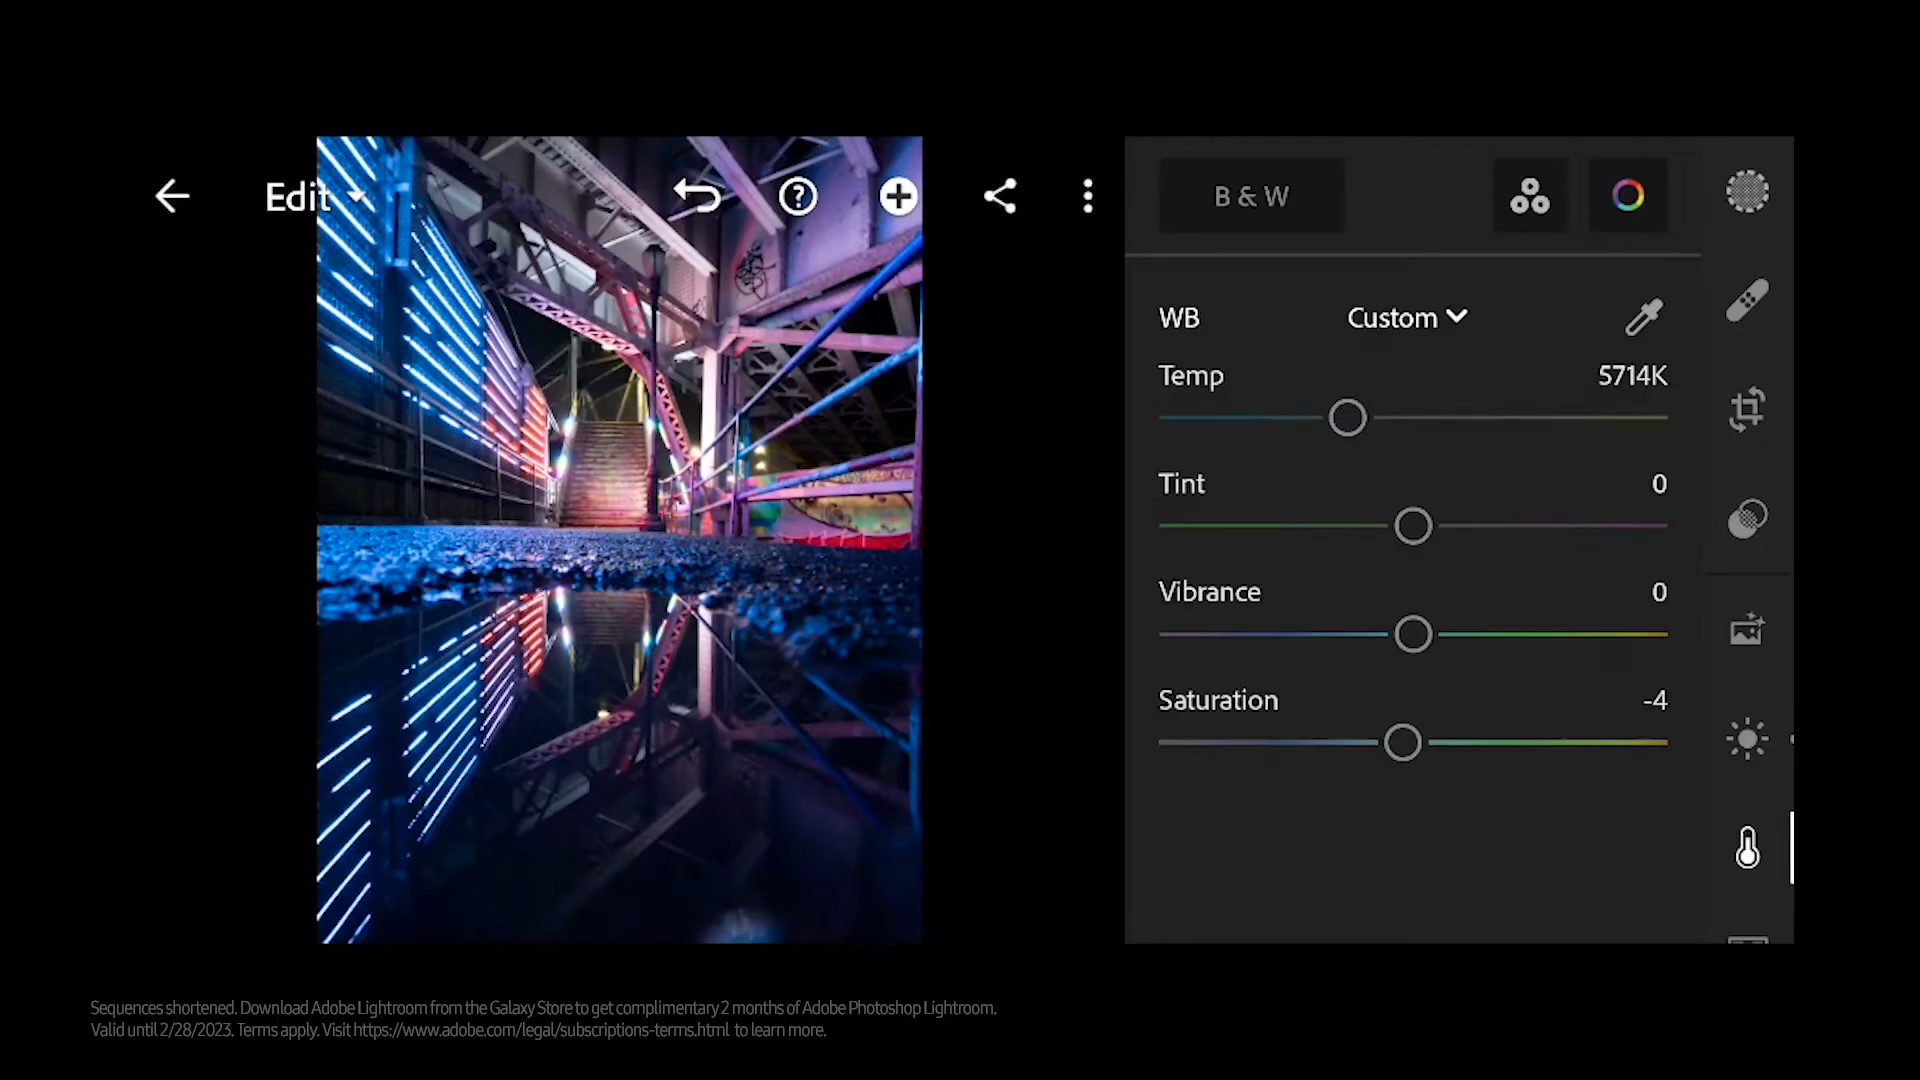 Edit
B & W
WB Custom
Temp 5714K
Tint 0
Vibrance 0
Saturation -4
Sequences shortened. Download Adobe Lightroom from the Galaxy Store to get complimentary 2 months of Adobe Photoshop Lightroom.
Valid until 2/28/2023. Terms apply. Visit https://www.adobe.com/legal/subscriptions-terms.html to learn more.